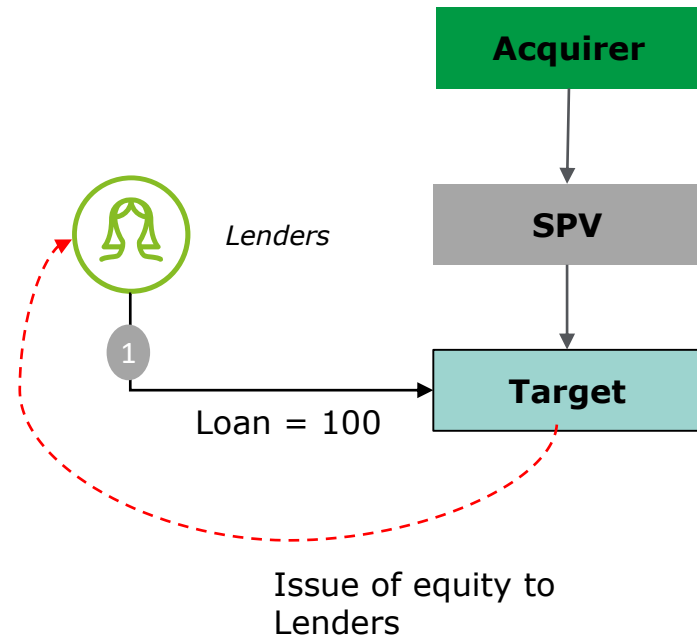 Acquirer
Lenders
SPV
1
Target
Loan = 100
Issue of equity to
Lenders